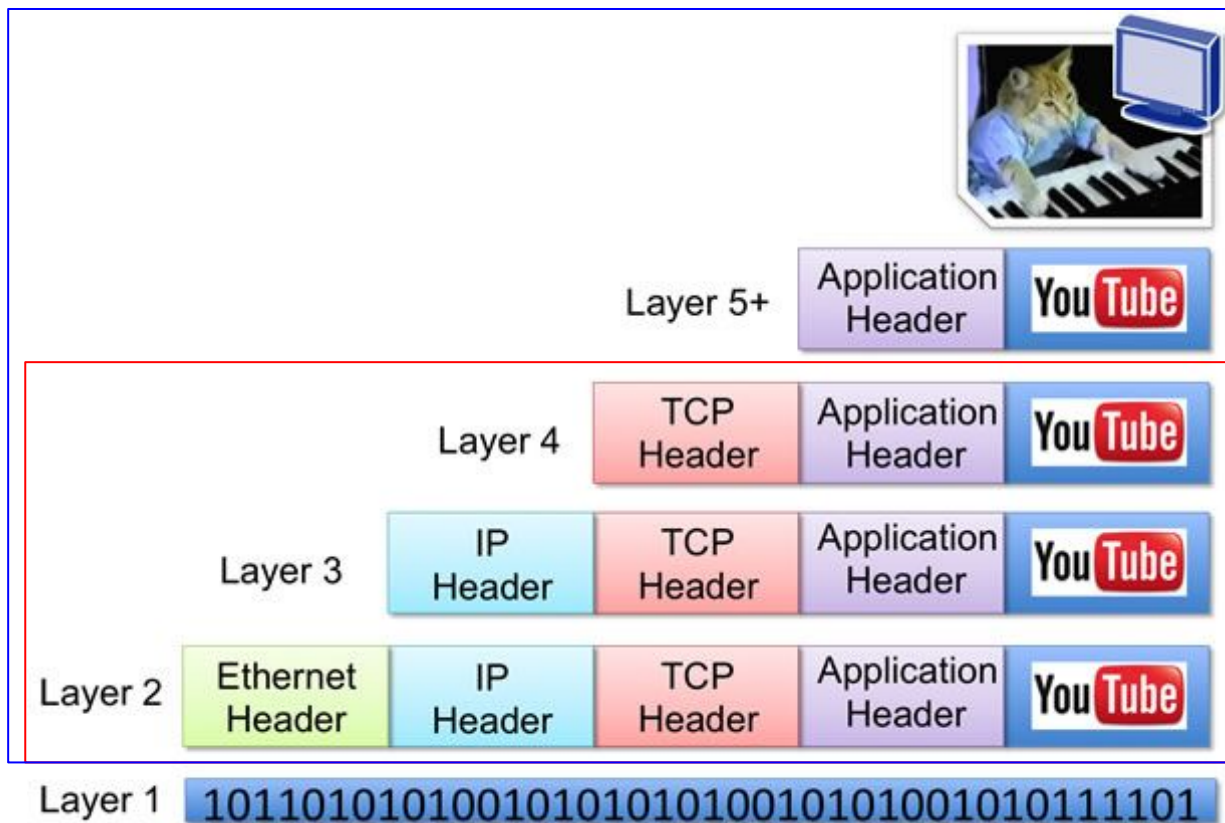 Layer 5+
Application
Header
YouTube
Layer 4
TCP
Header
Application
Header
YouTube
Layer 3
IP
Header
TCP
Header
Application
Header
YouTube
Layer 2
Ethernet
Header
IP
Header
TCP
Header
Application
Header
YouTube
Layer 1
101101010100101010101010010101001010111101